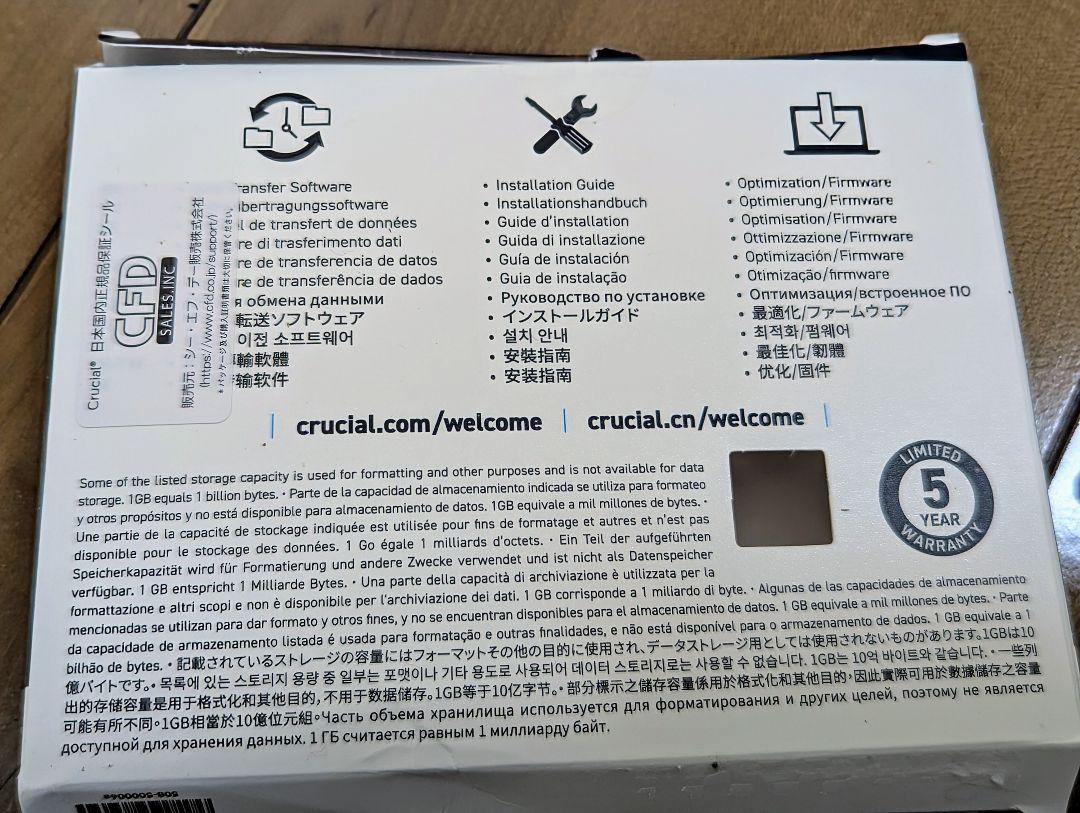 Crucial® 日本国内正規品保証シール
CFD
SALES.INC.
販売元：シー・エフ・デー販売株式会社
(https://www.cfd.co.jp/support/)
＊パッケージ及び購入証明書類は大切に保管ください。
ransfer Software
bertragungssoftware
l de transfert de données
re di trasferimento dati
re de transferencia de datos
re de transferência de dados
я обмена данными
転送ソフトウェア
이전 소프트웨어
輸軟體
输软件
• Installation Guide
• Installationshandbuch
• Guide d'installation
• Guida di installazione
• Guía de instalación
• Guia de instalação
• Руководство по установке
• インストールガイド
• 설치 안내
• 安裝指南
• 安装指南
• Optimization/Firmware
• Optimierung/Firmware
• Optimisation/Firmware
• Ottimizzazione/Firmware
• Optimización/Firmware
• Otimização/firmware
• Оптимизация/встроенное ПО
• 最適化/ファームウェア
• 최적화/펌웨어
• 最佳化/韌體
• 优化/固件
crucial.com/welcome | crucial.cn/welcome
LIMITED
5
YEAR
WARRANTY
Some of the listed storage capacity is used for formatting and other purposes and is not available for data
storage. 1GB equals 1 billion bytes. • Parte de la capacidad de almacenamiento indicada se utiliza para formateo
y otros propósitos y no está disponible para almacenamiento de datos. 1GB equivale a mil millones de bytes. •
Une partie de la capacité de stockage indiquée est utilisée pour fins de formatage et autres et n'est pas
disponible pour le stockage des données. 1 Go égale 1 milliards d'octets. • Ein Teil der aufgeführten
Speicherkapazität wird für Formatierung und andere Zwecke verwendet und ist nicht als Datenspeicher
verfügbar. 1 GB entspricht 1 Milliarde Bytes. • Una parte della capacità di archiviazione è utilizzata per la
formattazione e altri scopi e non è disponibile per l'archiviazione dei dati. 1 GB corrisponde a 1 miliardo di byte. • Algunas de las capacidades de almacenamiento
mencionadas se utilizan para dar formato y otros fines, y no se encuentran disponibles para el almacenamiento de datos. 1 GB equivale a mil millones de bytes. • Parte
da capacidade de armazenamento listada é usada para formatação e outras finalidades, e não está disponível para o armazenamento de dados. 1 GB equivale a 1
bilhão de bytes. • 記載されているストレージの容量にはフォーマットその他の目的に使用され、データストレージ用としては使用されないものがあります。1GBは10
億バイトです。• 목록에 있는 스토리지 용량 중 일부는 포맷이나 기타 용도로 사용되어 데이터 스토리지로는 사용할 수 없습니다. 1GB는 10억 바이트와 같습니다. • 一些列
出的存储容量是用于格式化和其他目的，不用于数据储存。1GB等于10亿字节。• 部分標示之儲存容量係用於格式化和其他目的，因此實際可用於數據儲存之容量
可能有所不同。1GB相當於10億位元組。Часть объема хранилища используется для форматирования и других целей, поэтому не является
доступной для хранения данных. 1 ГБ считается равным 1 миллиарду байт.